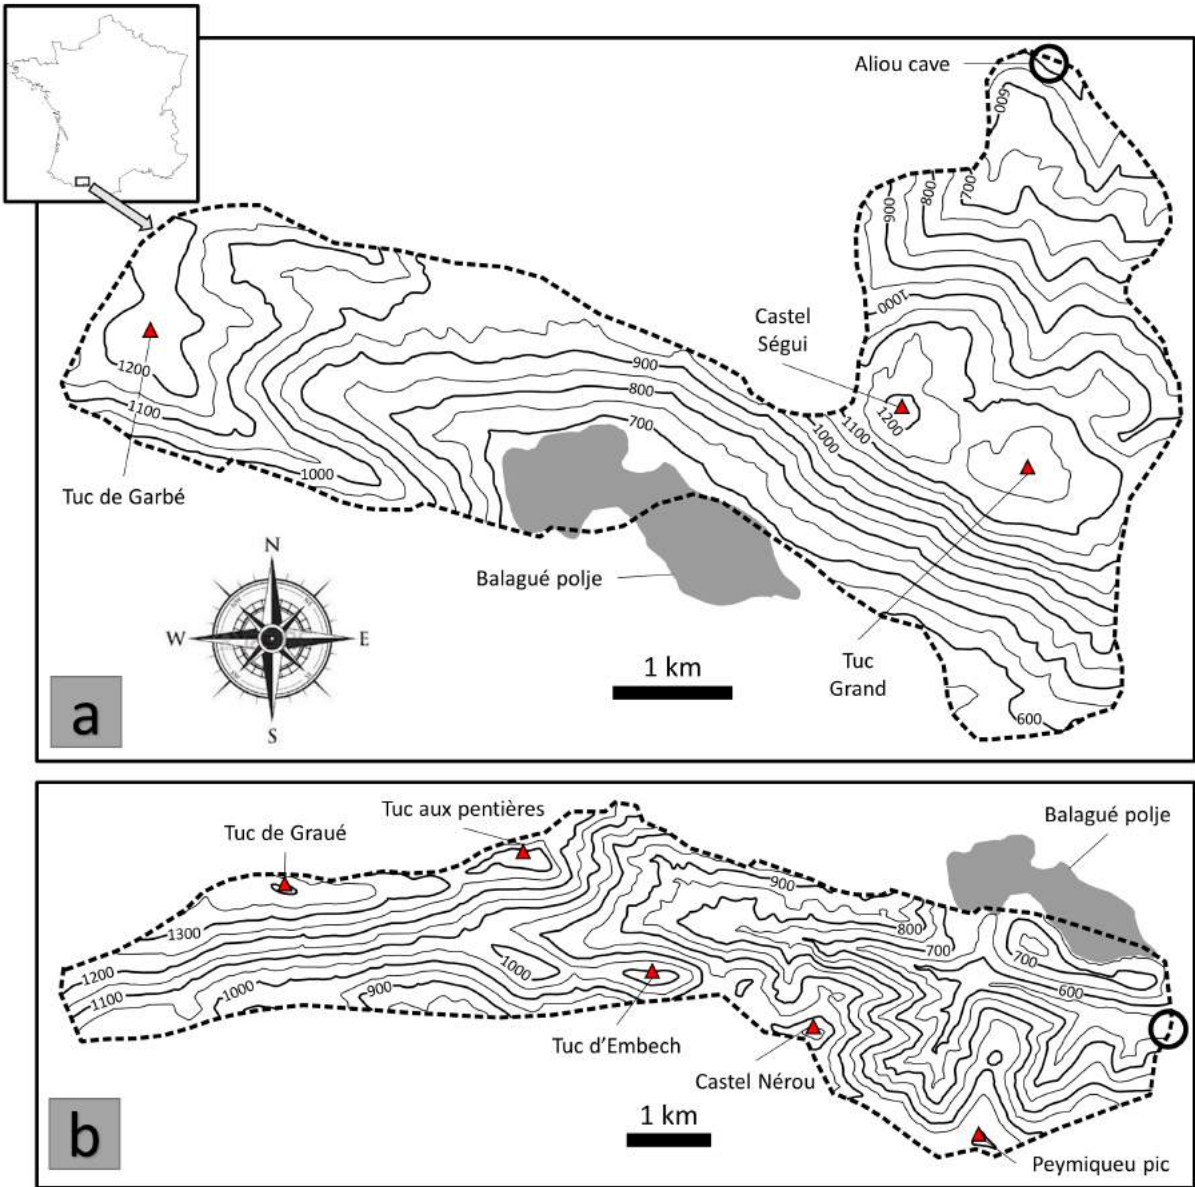 Aliou cave
600
900
800
700
1000
Castel
Ségui
900
800
700
1200
1100
1200
1100
1000
1000
Tuc de Garbé
N
W
E
S
Balagué polje
1 km
Tuc
Grand
600
a
Tuc aux pentières
Tuc de Graué
Balagué polje
900
1300
800
700
700
1200
1100
1000
1000
900
600
Tuc d'Embech
Castel Nérou
1 km
b
Peymiqueu pic